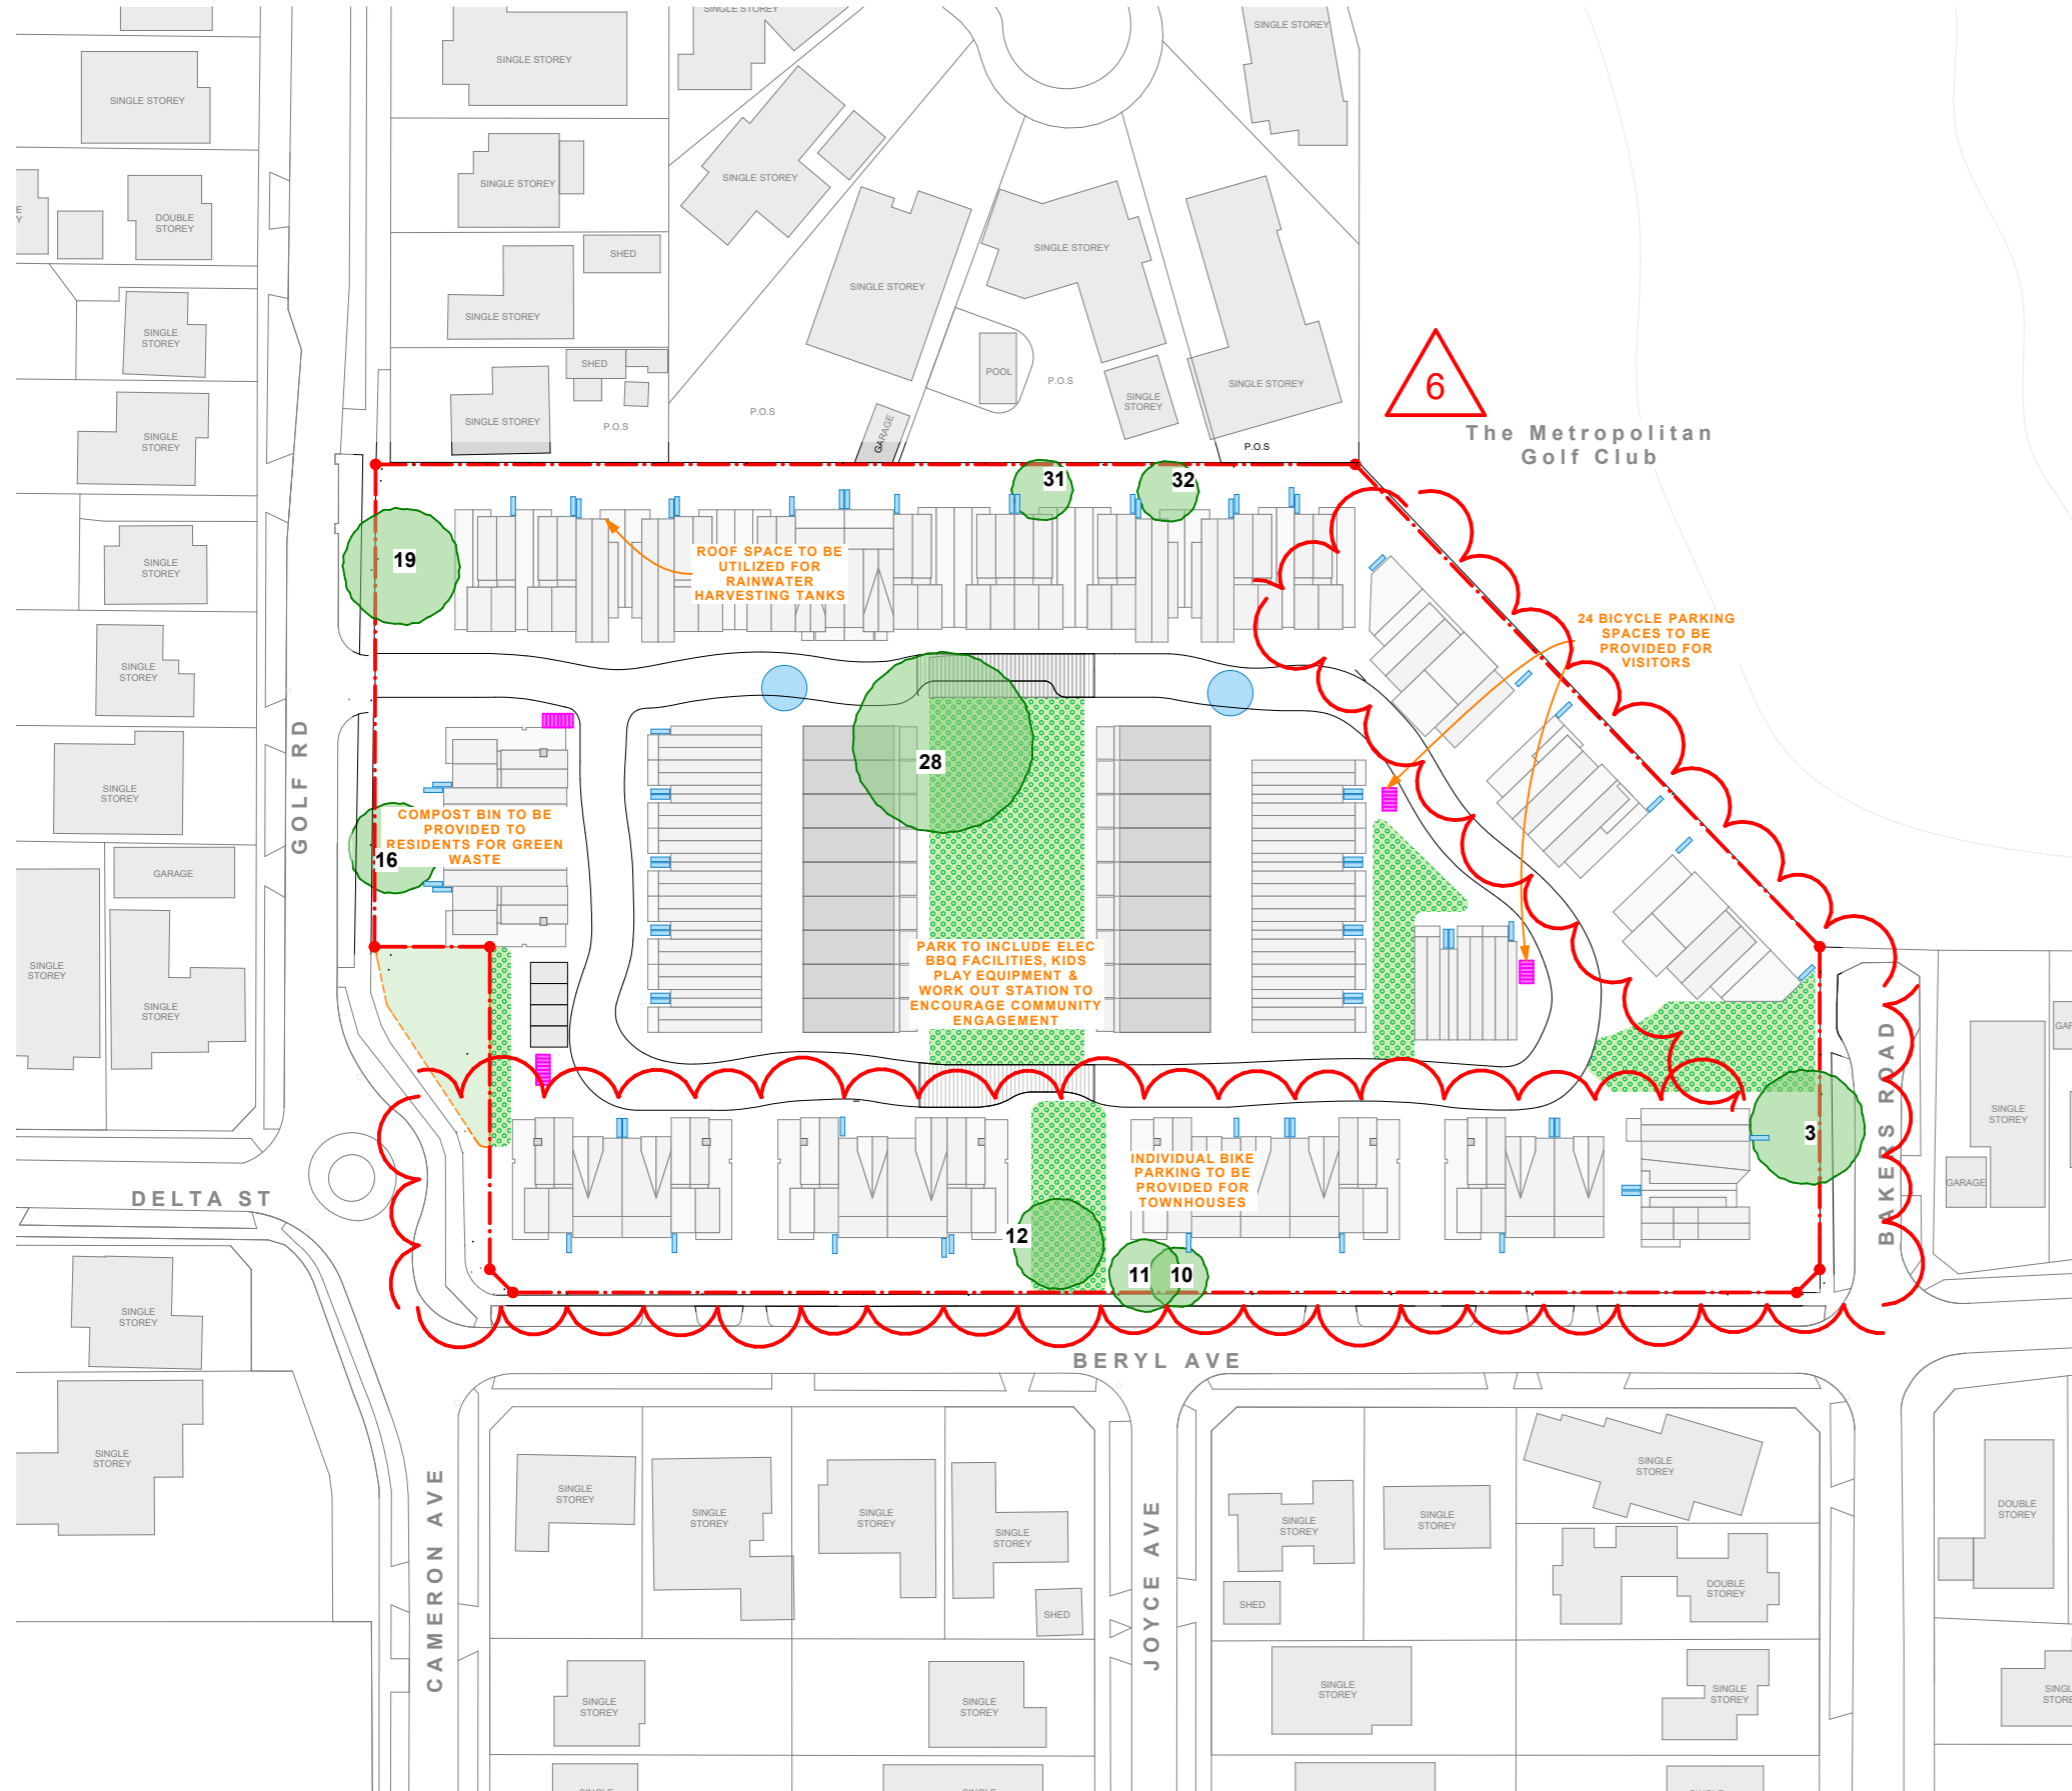 SINGLE STOREY
SINGLE STOREY
SINGLE STOREY
SINGLE STOREY
SINGLE STOREY
SINGLE STOREY
DOUBLE
STOREY
SHED
SINGLE STOREY
SINGLE STOREY
SINGLE STOREY
SINGLE STOREY
SINGLE
STOREY
SHED
POOL
P.O.S
SINGLE STOREY
SINGLE
STOREY
6
The Metropolitan
Golf Club
SINGLE STOREY
P.O.S
P.O.S
GARAGE
P.O.S
SINGLE
STOREY
31
32
19
ROOF SPACE TO BE
UTILIZED FOR
RAINWATER
HARVESTING TANKS
SINGLE
STOREY
24 BICYCLE PARKING
SPACES TO BE
PROVIDED FOR
VISITORS
SINGLE
STOREY
28
GOLF RD
SINGLE
STOREY
COMPOST BIN TO BE
PROVIDED TO
RESIDENTS FOR GREEN
WASTE
16
GARAGE
SINGLE
STOREY
SINGLE
STOREY
PARK TO INCLUDE ELEC
BBQ FACILITIES, KIDS
PLAY EQUIPMENT &
WORK OUT STATION TO
ENCOURAGE COMMUNITY
ENGAGEMENT
SINGLE
STOREY
GARAGE
BAKERS ROAD
3
INDIVIDUAL BIKE
PARKING TO BE
PROVIDED FOR
TOWNHOUSES
DELTA ST
12
11
10
SINGLE
STOREY
BERYL AVE
SINGLE
STOREY
CAMERON AVE
SINGLE
STOREY
SINGLE
STOREY
SINGLE
STOREY
SINGLE
STOREY
SHED
JOYCE AVE
SINGLE
STOREY
SINGLE
STOREY
SHED
SINGLE
STOREY
DOUBLE
STOREY
DOUBLE
STOREY
SINGLE
STOREY
SINGLE
STOREY
SINGLE
STOREY
SINGLE
STOREY